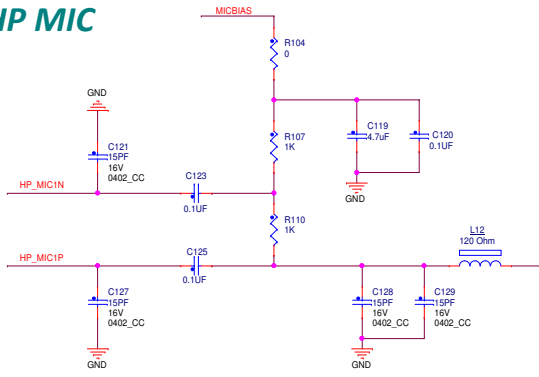 HP MIC
MICBIAS
R104
0
GND
C121
15PF
16V
0402_CC
R107
1K
C119
4.7uF
C120
0.1UF
GND
HP_MIC1N
C123
0.1UF
R110
1K
L12
120 Ohm
HP_MIC1P
C125
0.1UF
C127
15PF
16V
0402_CC
C128
15PF
16V
0402_CC
C129
15PF
16V
0402_CC
GND
GND